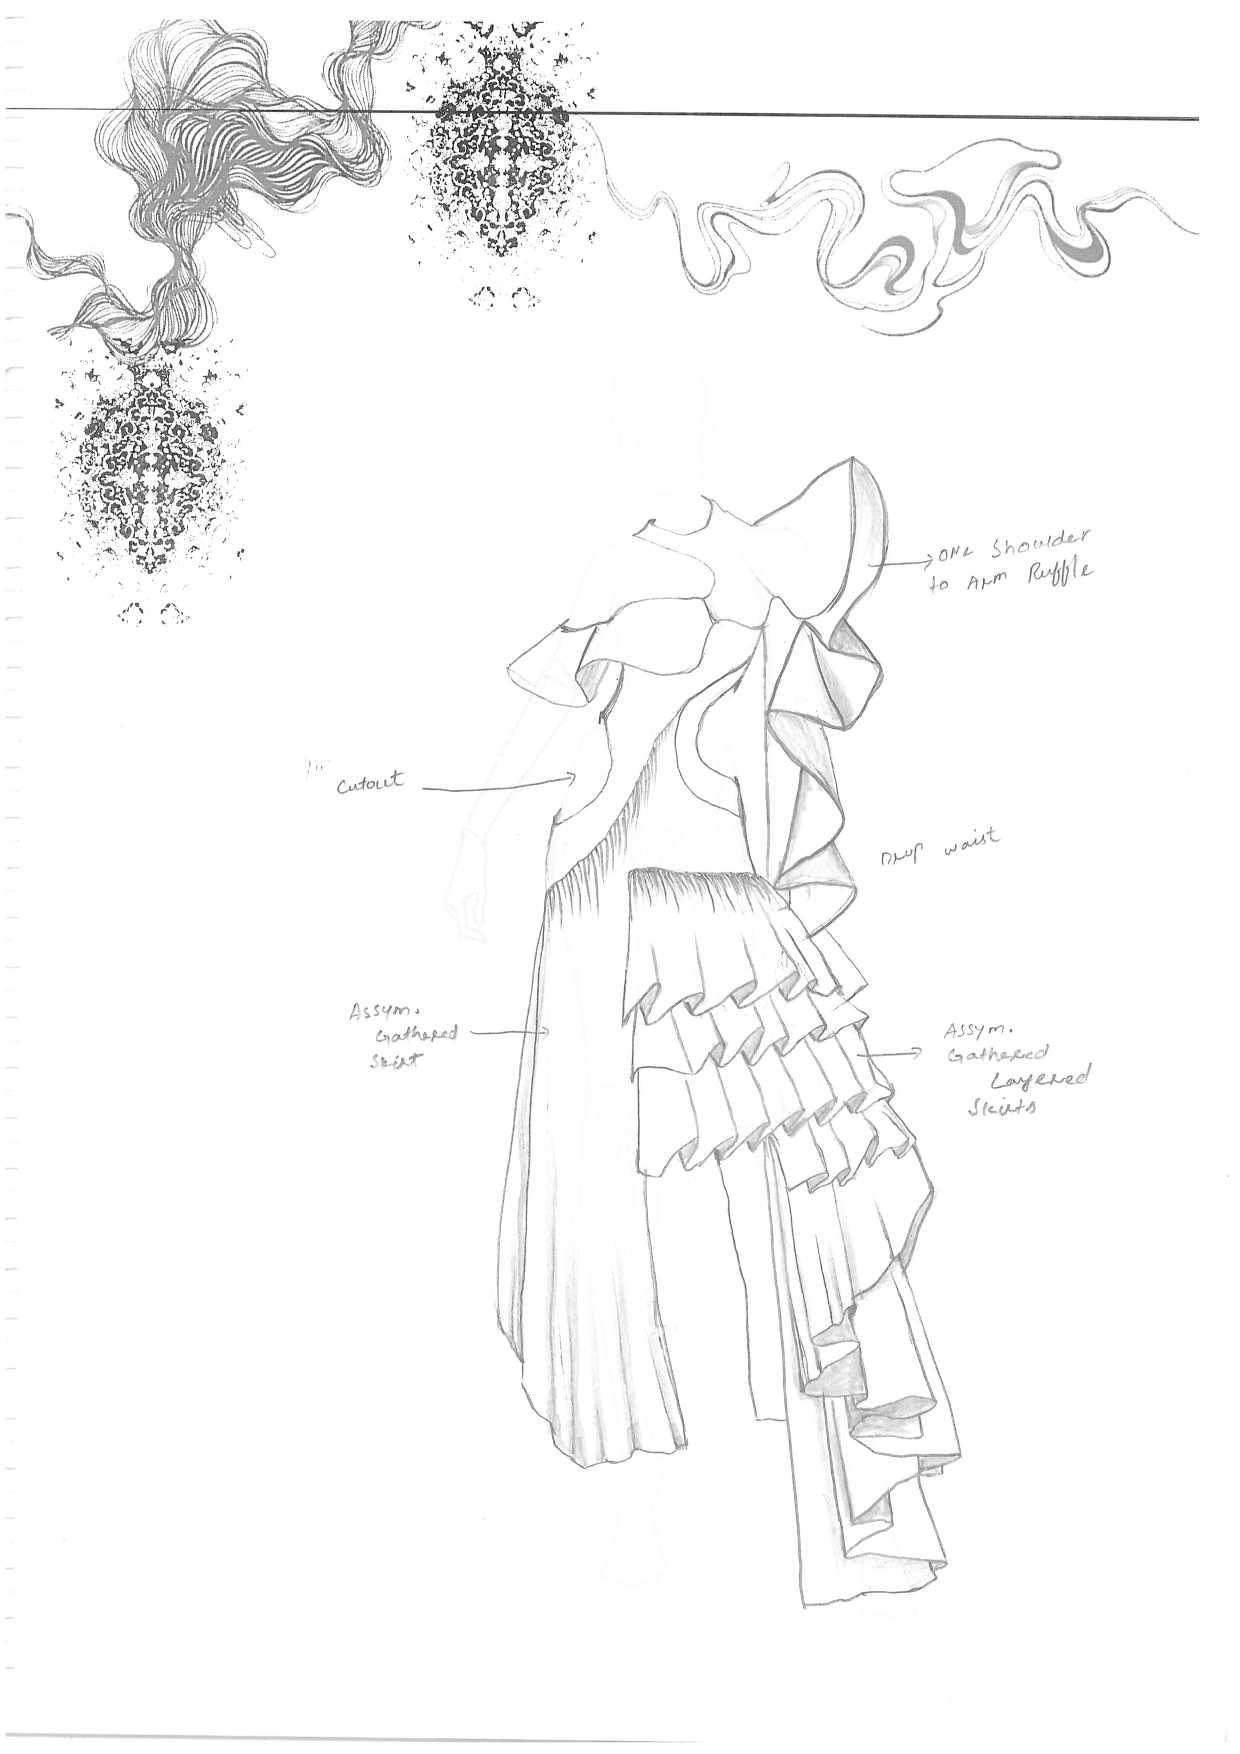 One Shoulder
to Arm Ruffle
Cutout
Drop waist
Assym.
Gathered
Skirt
Assym.
Gathered
Layered
Skirts